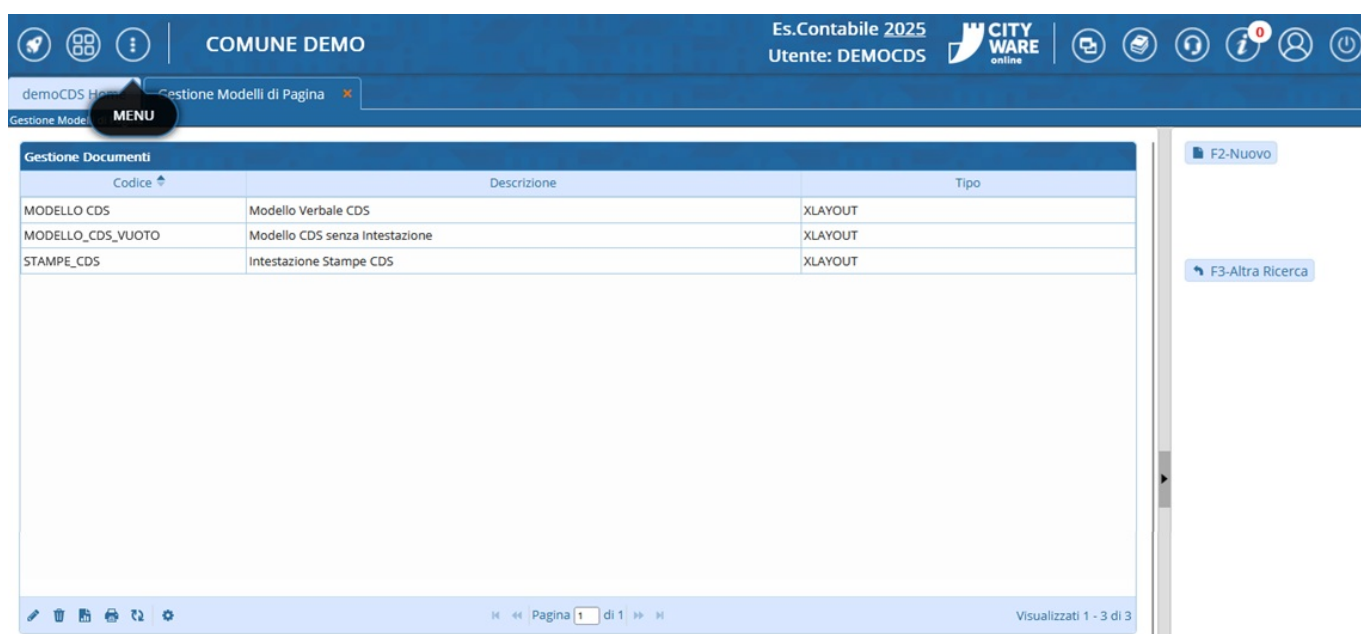 COMUNE DEMO
Es.Contabile 2025
Utente: DEMOCDS
CITY
WARE
online
0
demoCDS Ho
Gestione Modelli di Pagina
MENU
Gestione Model
Gestione Documenti
Codice Descrizione Tipo
MODELLO CDS Modello Verbale CDS XLAYOUT
MODELLO_CDS_VUOTO Modello CDS senza Intestazione XLAYOUT
STAMPE_CDS Intestazione Stampe CDS XLAYOUT
F2-Nuovo
F3-Altra Ricerca
Pagina 1 di 1
Visualizzati 1 - 3 di 3